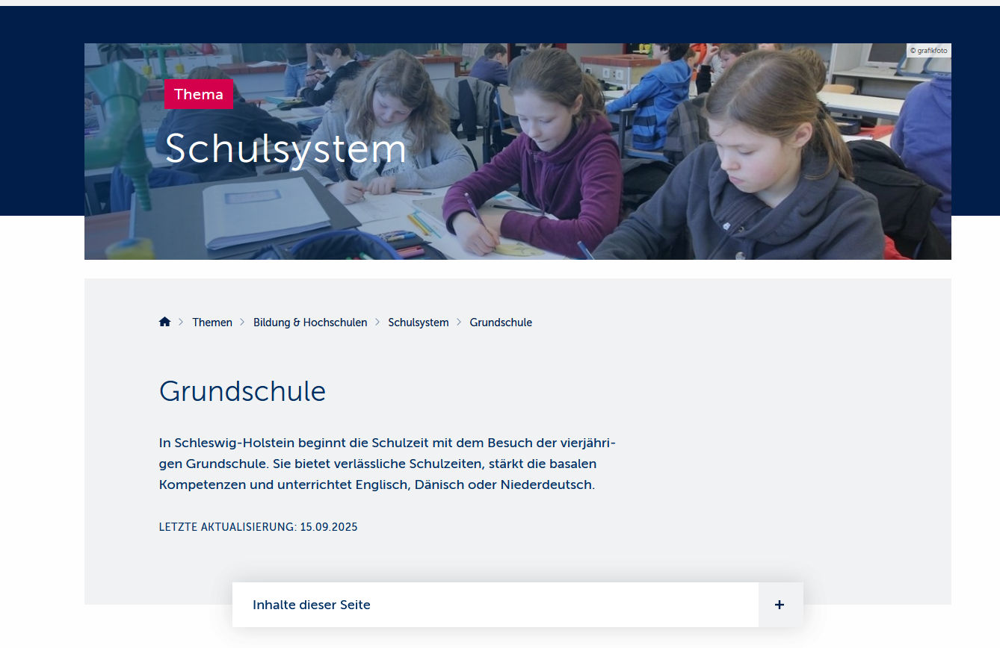 © grafikfoto
Thema
Schulsystem
Themen > Bildung & Hochschulen > Schulsystem > Grundschule
Grundschule
In Schleswig-Holstein beginnt die Schulzeit mit dem Besuch der vierjähri-
gen Grundschule. Sie bietet verlässliche Schulzeiten, stärkt die basalen
Kompetenzen und unterrichtet Englisch, Dänisch oder Niederdeutsch.
LETZTE AKTUALISIERUNG: 15.09.2025
Inhalte dieser Seite +